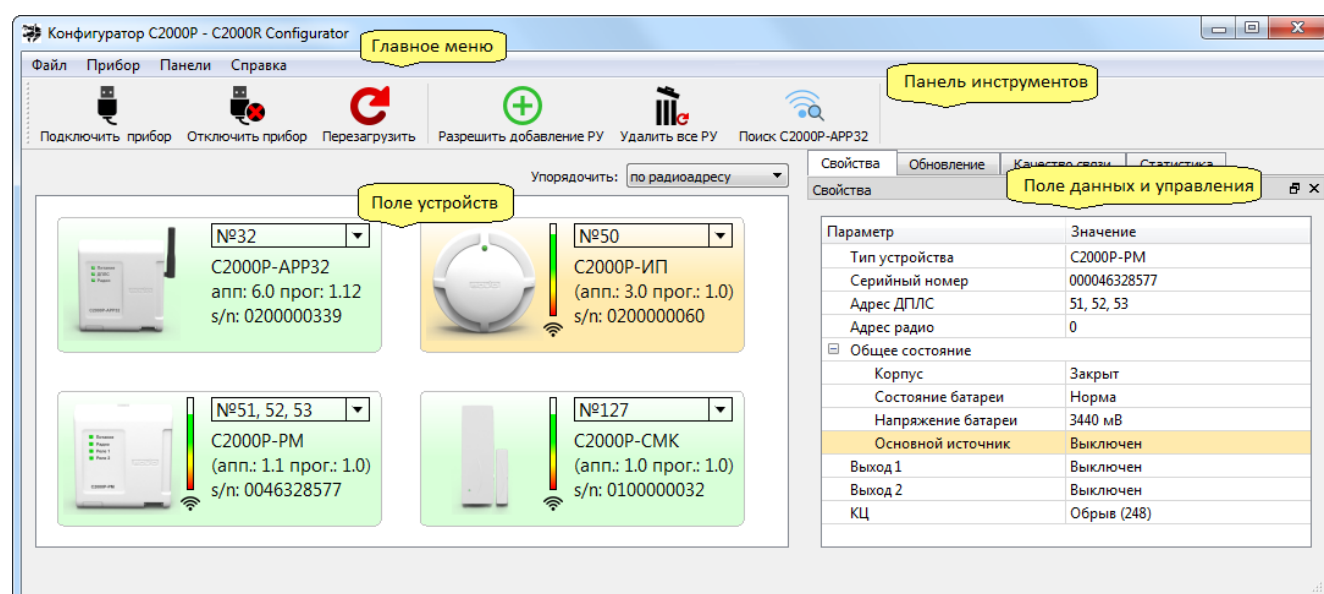 Конфигуратор С2000Р - C2000R Configurator
Главное меню
Файл Прибор Панели Справка
Панель инструментов
Подключить прибор Отключить прибор Перезагрузить Разрешить добавление РУ Удалить все РУ Поиск С2000Р-АРР32
Упорядочить: по радиоадресу
Поле устройств
№32
С2000Р-АРР32
апп: 6.0 прог: 1.12
s/n: 0200000339
№50
С2000Р-ИП
(апп.: 3.0 прог.: 1.0)
s/n: 0200000060
№51, 52, 53
С2000Р-РМ
(апп.: 1.1 прог.: 1.0)
s/n: 0046328577
№127
С2000Р-СМК
(апп.: 1.0 прог.: 1.0)
s/n: 0100000032
Свойства Обновление Качество связи Статистика
Свойства
Поле данных и управления
Параметр Значение
Тип устройства С2000Р-РМ
Серийный номер 000046328577
Адрес ДПЛС 51, 52, 53
Адрес радио 0
Общее состояние
Корпус Закрыт
Состояние батареи Норма
Напряжение батареи 3440 мВ
Основной источник Выключен
Выход 1 Выключен
Выход 2 Выключен
КЦ Обрыв (248)